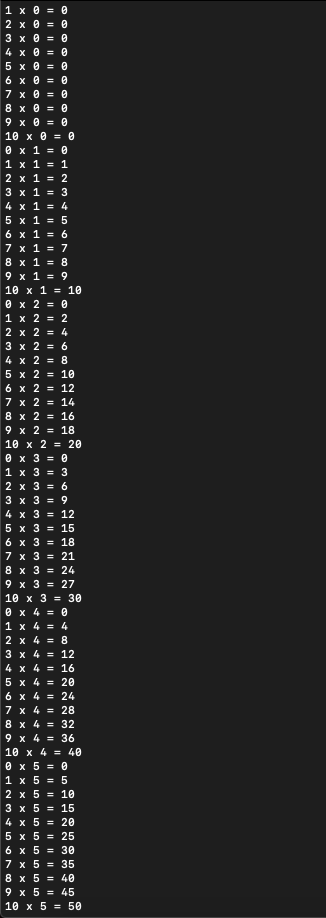 1 x 0 = 0
2 x 0 = 0
3 x 0 = 0
4 x 0 = 0
5 x 0 = 0
6 x 0 = 0
7 x 0 = 0
8 x 0 = 0
9 x 0 = 0
10 x 0 = 0
0 x 1 = 0
1 x 1 = 1
2 x 1 = 2
3 x 1 = 3
4 x 1 = 4
5 x 1 = 5
6 x 1 = 6
7 x 1 = 7
8 x 1 = 8
9 x 1 = 9
10 x 1 = 10
0 x 2 = 0
1 x 2 = 2
2 x 2 = 4
3 x 2 = 6
4 x 2 = 8
5 x 2 = 10
6 x 2 = 12
7 x 2 = 14
8 x 2 = 16
9 x 2 = 18
10 x 2 = 20
0 x 3 = 0
1 x 3 = 3
2 x 3 = 6
3 x 3 = 9
4 x 3 = 12
5 x 3 = 15
6 x 3 = 18
7 x 3 = 21
8 x 3 = 24
9 x 3 = 27
10 x 3 = 30
0 x 4 = 0
1 x 4 = 4
2 x 4 = 8
3 x 4 = 12
4 x 4 = 16
5 x 4 = 20
6 x 4 = 24
7 x 4 = 28
8 x 4 = 32
9 x 4 = 36
10 x 4 = 40
0 x 5 = 0
1 x 5 = 5
2 x 5 = 10
3 x 5 = 15
4 x 5 = 20
5 x 5 = 25
6 x 5 = 30
7 x 5 = 35
8 x 5 = 40
9 x 5 = 45
10 x 5 = 50